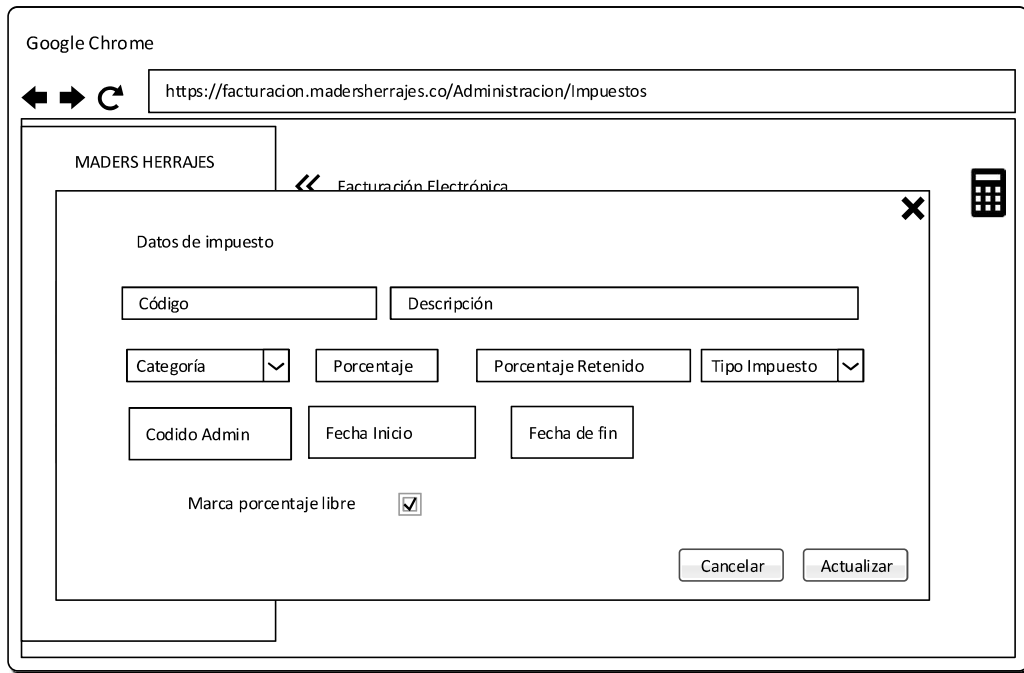 Google Chrome
https://facturacion.madersherrajes.co/Administracion/Impuestos
MADERS HERRAJES
Facturación Electrónica
Datos de impuesto
Código Descripción
Categoría Porcentaje Porcentaje Retenido Tipo Impuesto
Codido Admin Fecha Inicio Fecha de fin
Marca porcentaje libre
Cancelar Actualizar